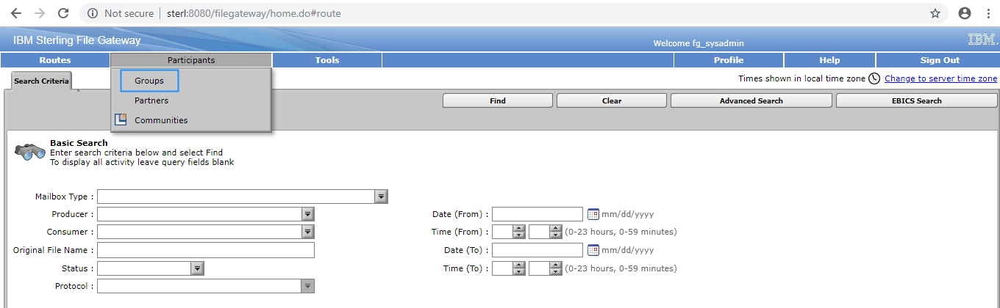 Not secure | sterl:8080/filegateway/home.do#route
IBM Sterling File Gateway
Welcome fg_sysadmin
IBM.
Routes Participants Tools Profile Help Sign Out
Search Criteria
Groups
Partners
Communities
Times shown in local time zone Change to server time zone
Find Clear Advanced Search EBICS Search
Basic Search
Enter search criteria below and select Find
To display all activity leave query fields blank
Mailbox Type :
Producer : Date (From) : mm/dd/yyyy
Consumer : Time (From) : (0-23 hours, 0-59 minutes)
Original File Name : Date (To) : mm/dd/yyyy
Status : Time (To) : (0-23 hours, 0-59 minutes)
Protocol :